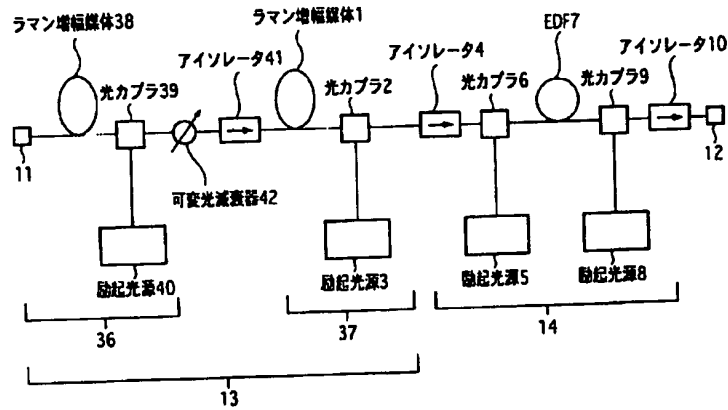 ラマン増幅媒体38
ラマン増幅媒体1
EDF7
アイソレータ41
アイソレータ4
アイソレータ10
光カプラ39
光カプラ2
光カプラ6
光カプラ9
11
12
可変光減衰器42
励起光源40
励起光源3
励起光源5
励起光源8
36
37
14
13